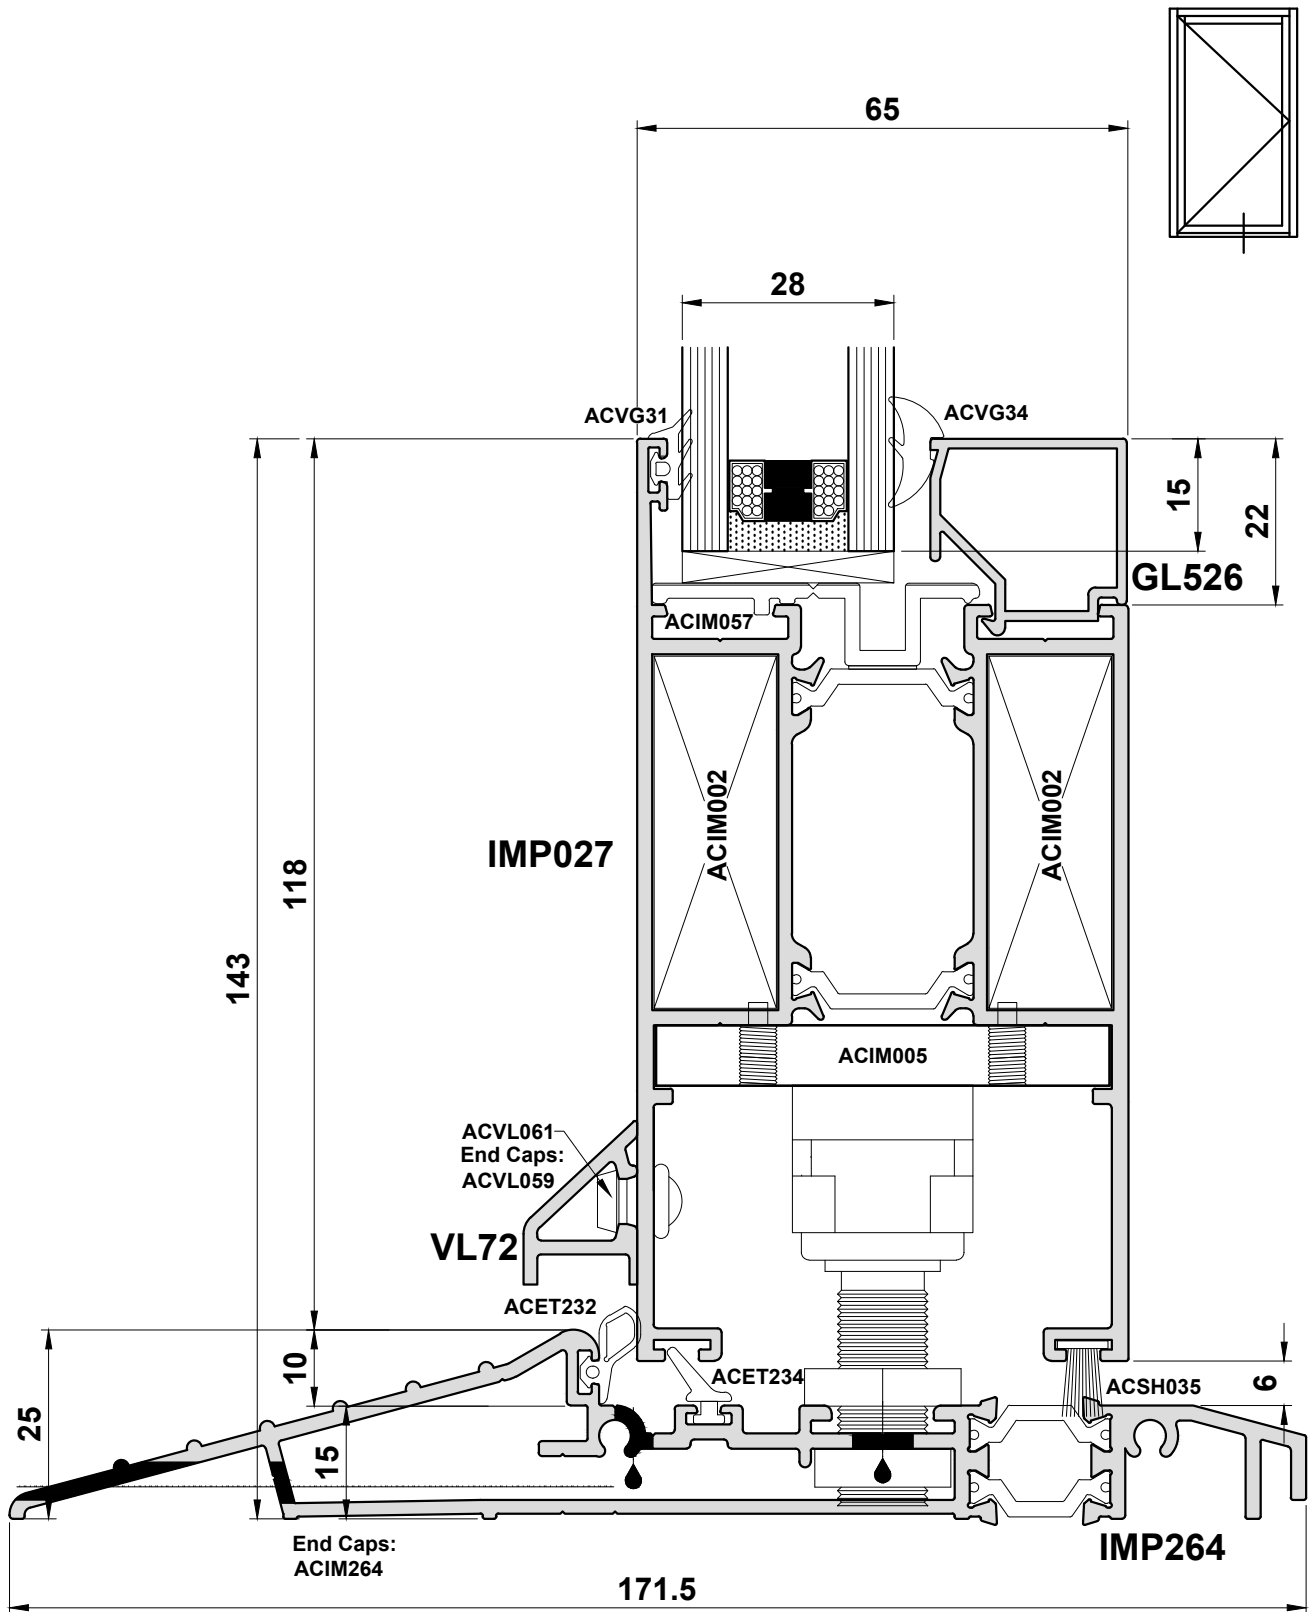 65
28
ACVG31
ACVG34
15
22
GL526
ACIM057
ACIM002
ACIM002
IMP027
118
143
ACIM005
ACVL061
End Caps:
ACVL059
VL72
ACET232
ACET234
ACSH035
6
10
25
15
End Caps:
ACIM264
IMP264
171.5